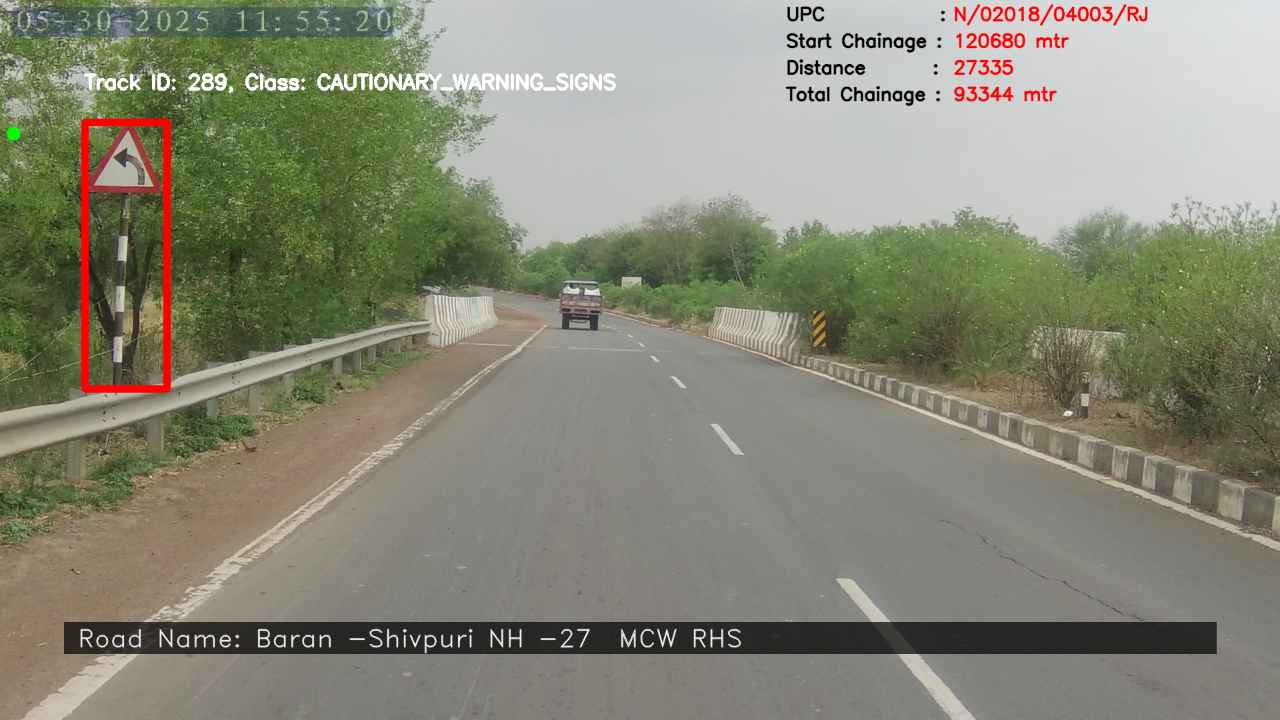 05-30-2025 11:55:20
UPC : N/02018/04003/RJ
Start Chainage : 120680 mtr
Distance : 27335
Total Chainage : 93344 mtr
Track ID: 289, Class: CAUTIONARY_WARNING_SIGNS
Road Name: Baran -Shivpuri NH -27 MCW RHS